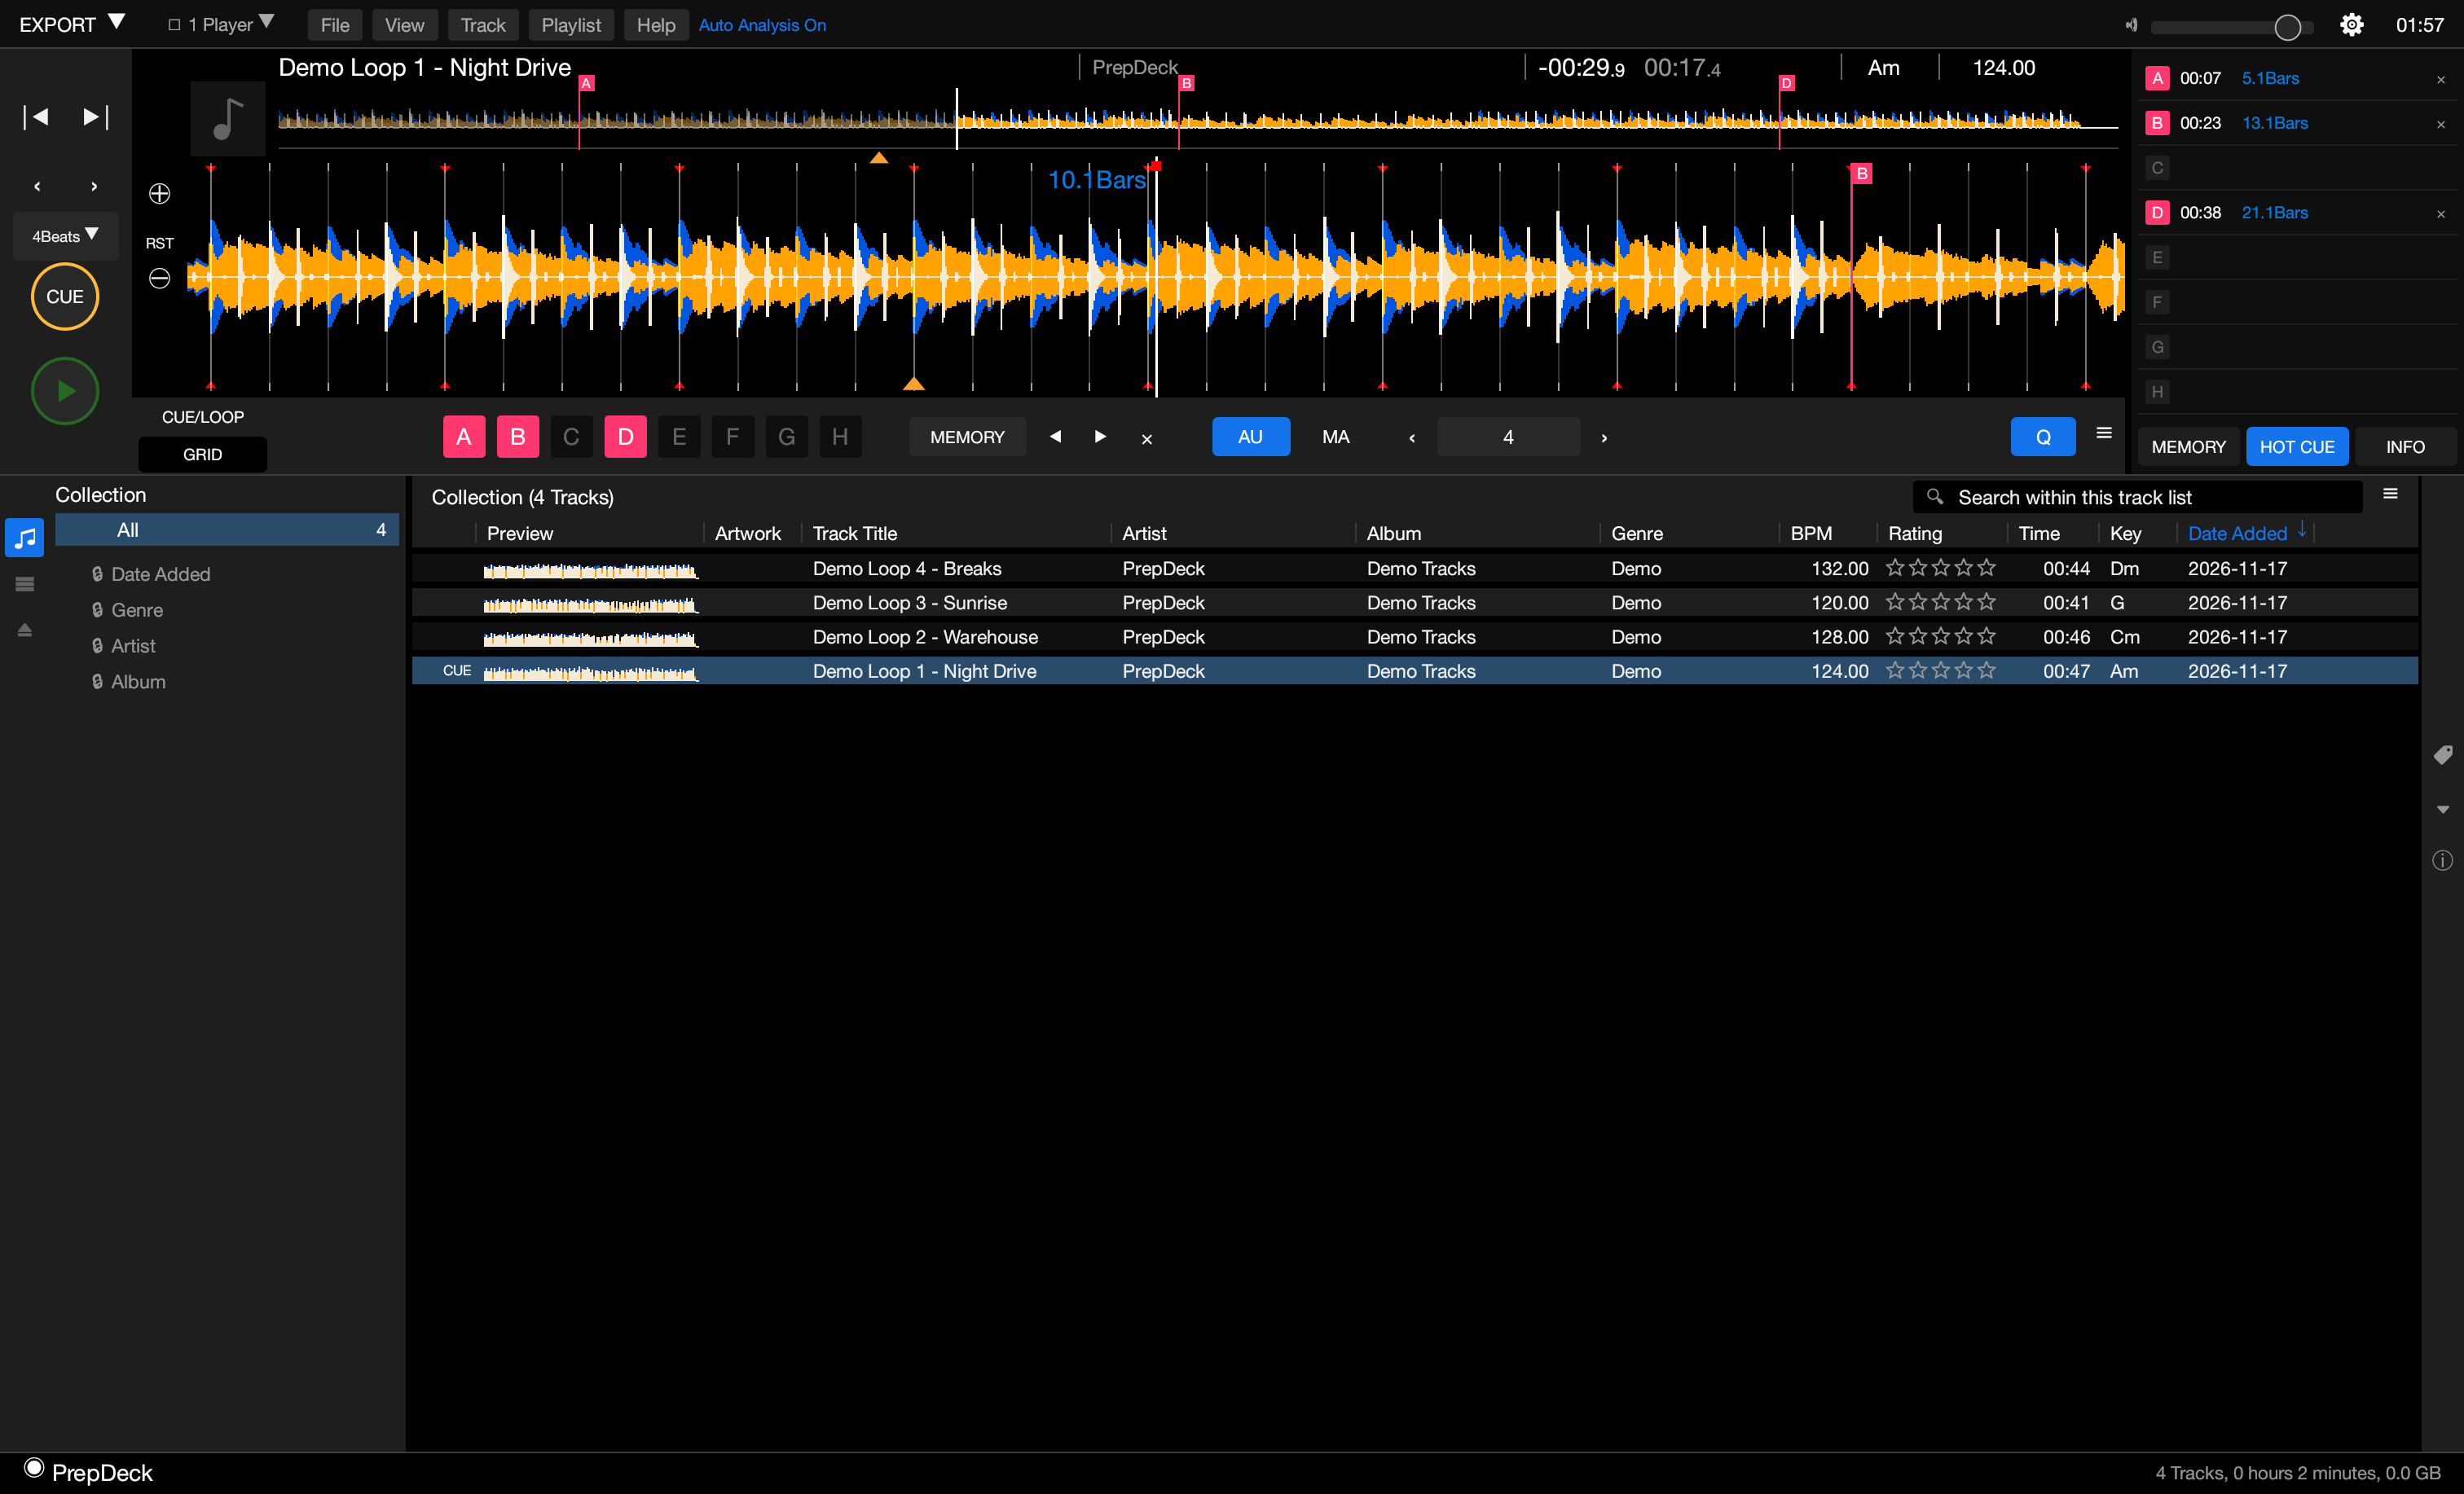 EXPORT 1 Player File View Track Playlist Help Auto Analysis On 01:57
Demo Loop 1 - Night Drive PrepDeck -00:29.9 00:17.4 Am 124.00
A B D
10.1Bars
B
4Beats
RST
CUE
CUE/LOOP
GRID
A B C D E F G H MEMORY AU MA 4 Q
A 00:07 5.1Bars
B 00:23 13.1Bars
C
D 00:38 21.1Bars
E
F
G
H
MEMORY HOT CUE INFO
Collection
All 4
Date Added
Genre
Artist
Album
Collection (4 Tracks) Search within this track list
Preview Artwork Track Title Artist Album Genre BPM Rating Time Key Date Added
Demo Loop 4 - Breaks PrepDeck Demo Tracks Demo 132.00 00:44 Dm 2026-11-17
Demo Loop 3 - Sunrise PrepDeck Demo Tracks Demo 120.00 00:41 G 2026-11-17
Demo Loop 2 - Warehouse PrepDeck Demo Tracks Demo 128.00 00:46 Cm 2026-11-17
CUE Demo Loop 1 - Night Drive PrepDeck Demo Tracks Demo 124.00 00:47 Am 2026-11-17
PrepDeck 4 Tracks, 0 hours 2 minutes, 0.0 GB